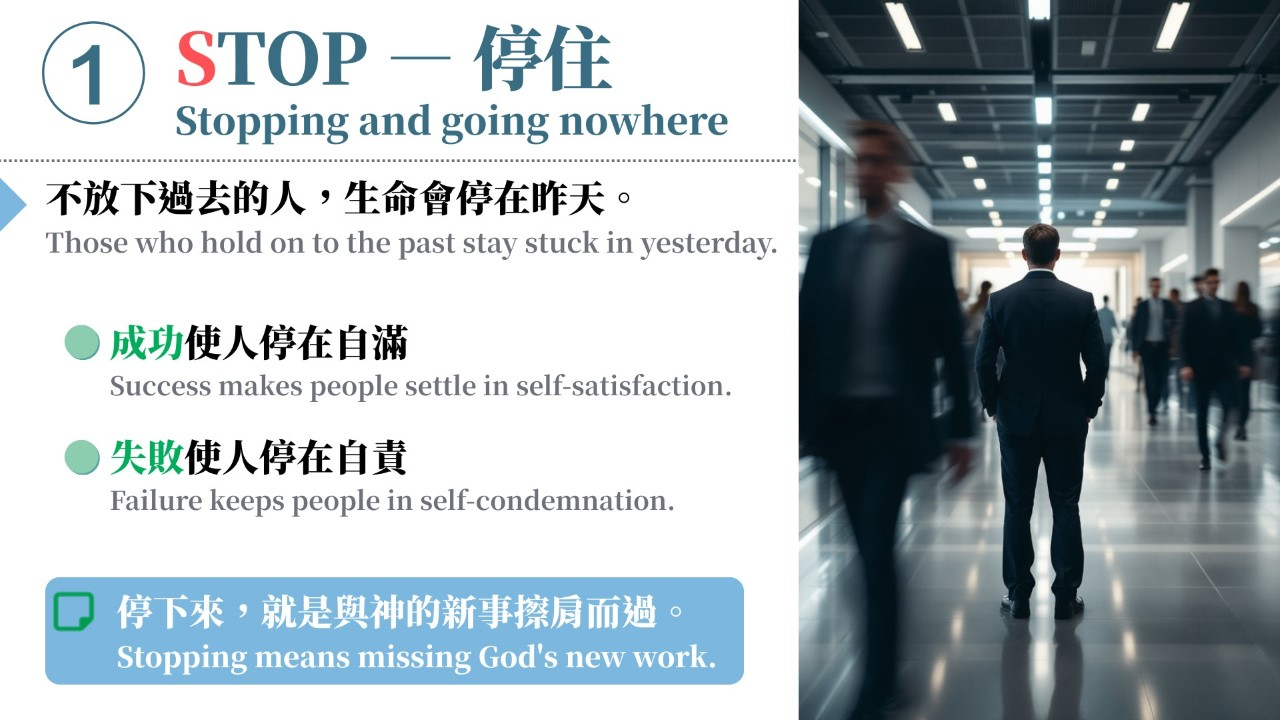 1
STOP — 停住
Stopping and going nowhere
不放下過去的人，生命會停在昨天。
Those who hold on to the past stay stuck in yesterday.
成功使人停在自滿
Success makes people settle in self-satisfaction.
失敗使人停在自責
Failure keeps people in self-condemnation.
停下來，就是與神的新事擦肩而過。
Stopping means missing God's new work.